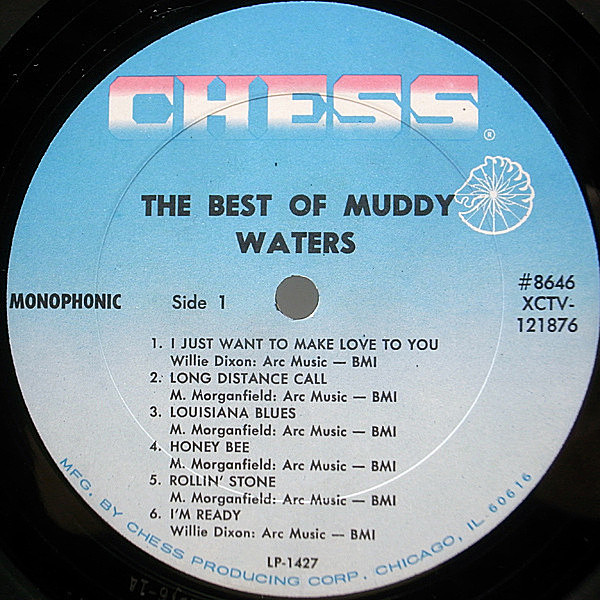 CHESS
®
THE BEST OF MUDDY
WATERS
MONOPHONIC
Side 1
#8646
XCTV-
121876
1. I JUST WANT TO MAKE LOVE TO YOU
Willie Dixon: Arc Music — BMI
2. LONG DISTANCE CALL
M. Morganfield: Arc Music — BMI
3. LOUISIANA BLUES
M. Morganfield: Arc Music — BMI
4. HONEY BEE
M. Morganfield: Arc Music — BMI
5. ROLLIN' STONE
M. Morganfield: Arc Music — BMI
6. I'M READY
Willie Dixon: Arc Music — BMI
LP-1427
MFG. BY CHESS PRODUCING CORP. CHICAGO, IL. 60616